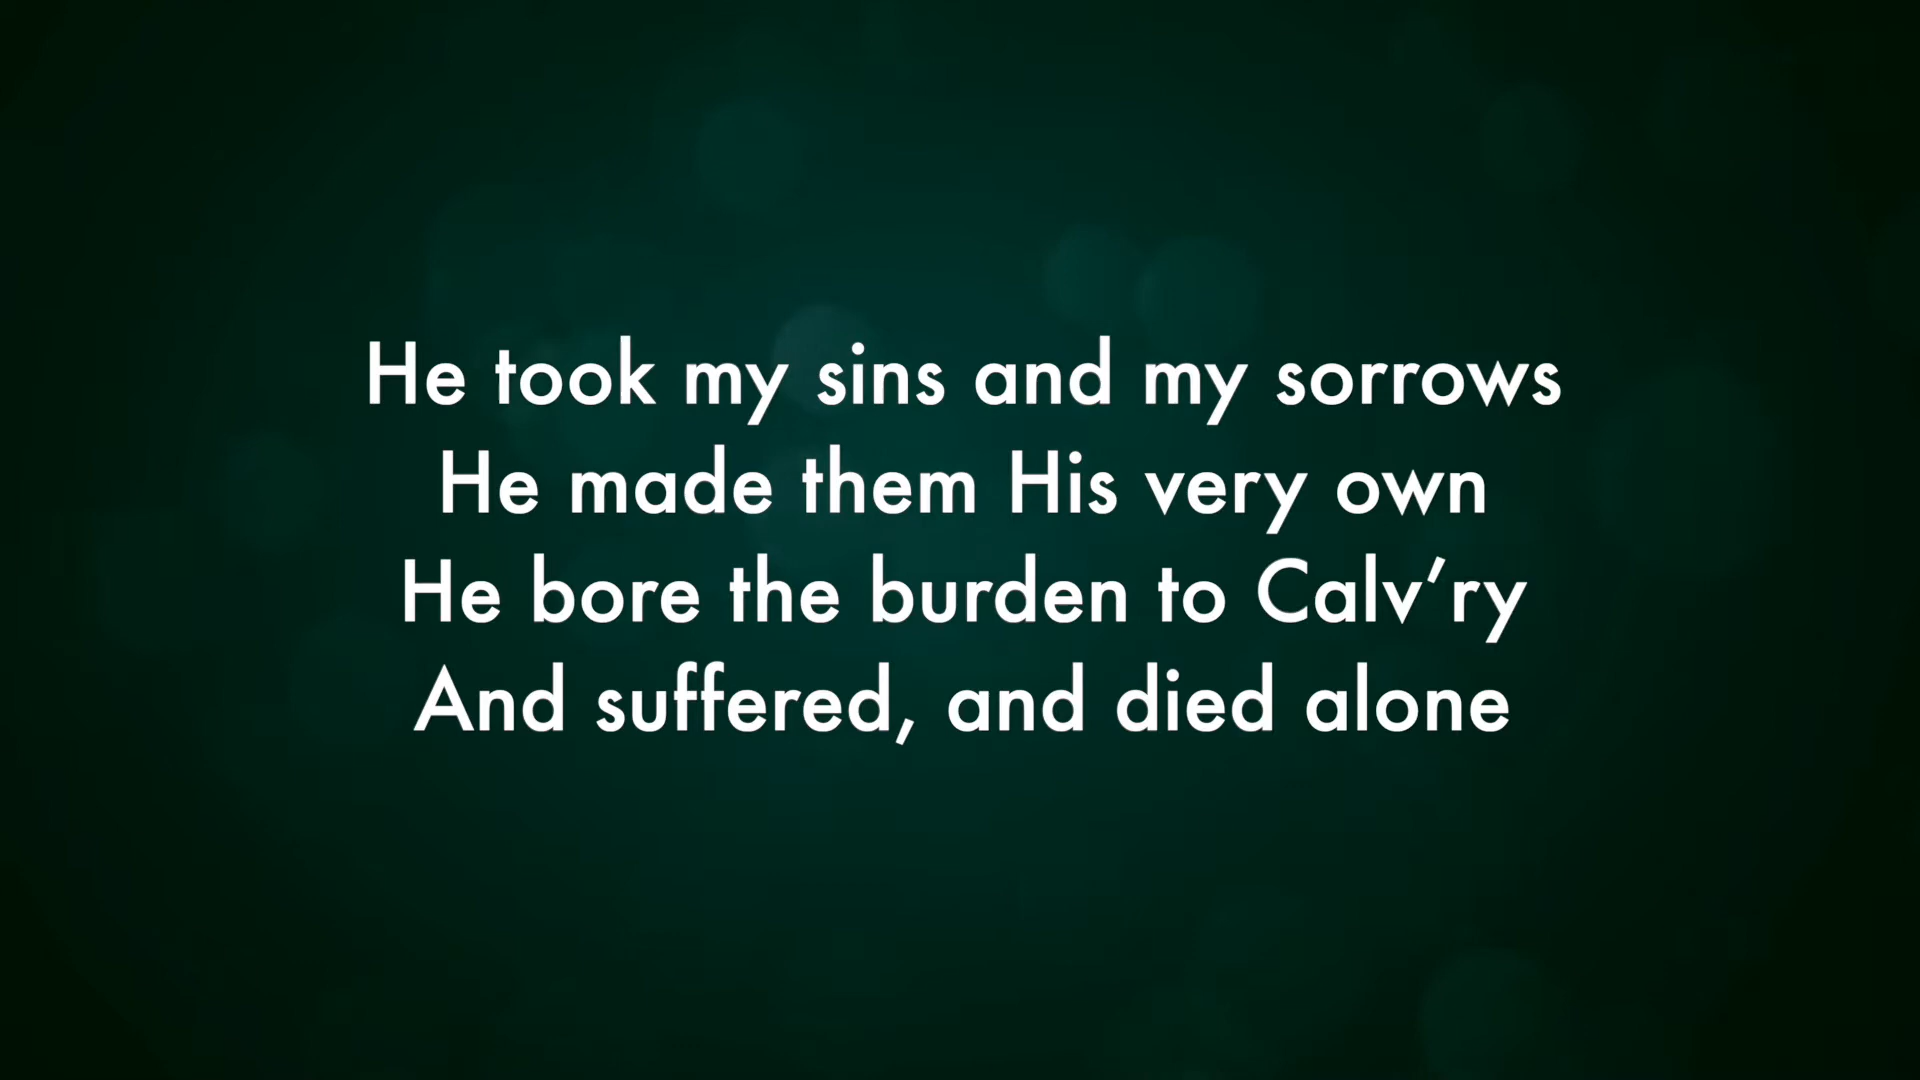 He took my sins and my sorrows
He made them His very own
He bore the burden to Calv’ry
And suffered, and died alone